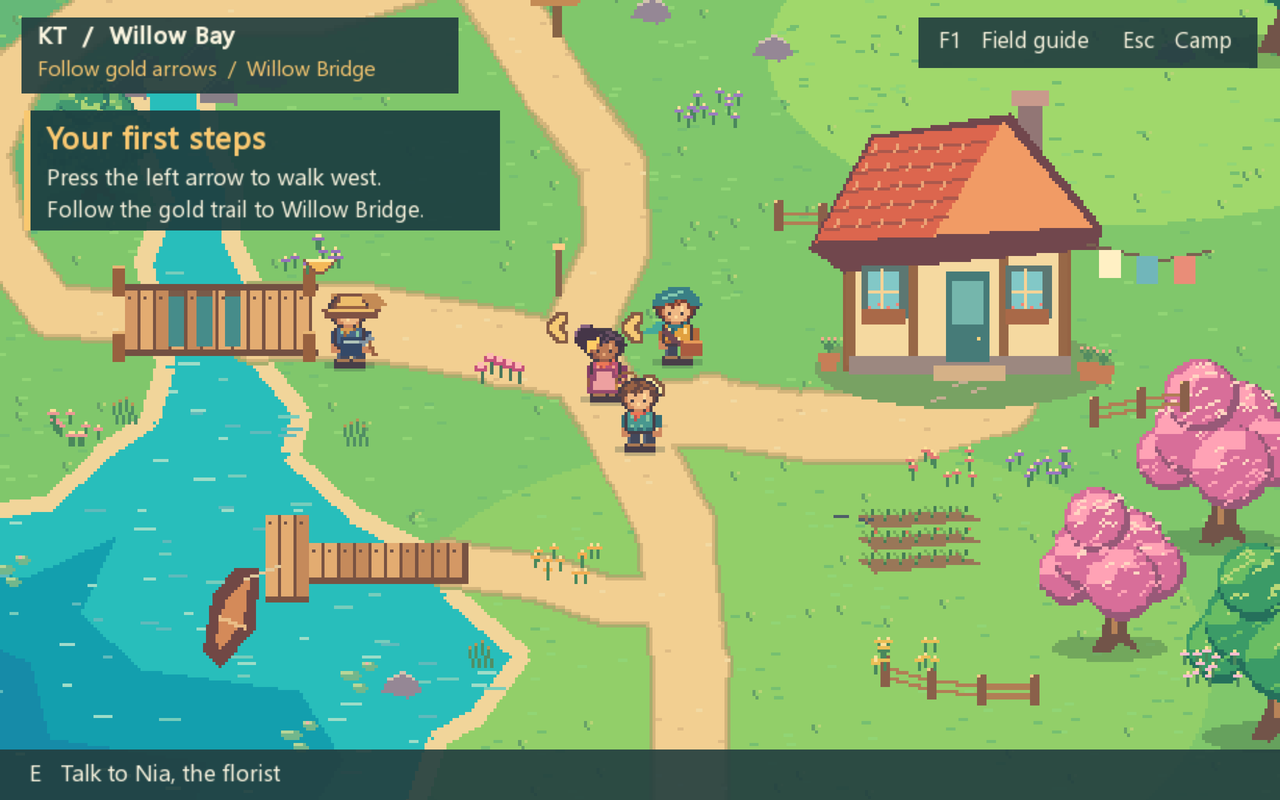 KT / Willow Bay
Follow gold arrows / Willow Bridge
F1 Field guide Esc Camp
Your first steps
Press the left arrow to walk west.
Follow the gold trail to Willow Bridge.
E Talk to Nia, the florist